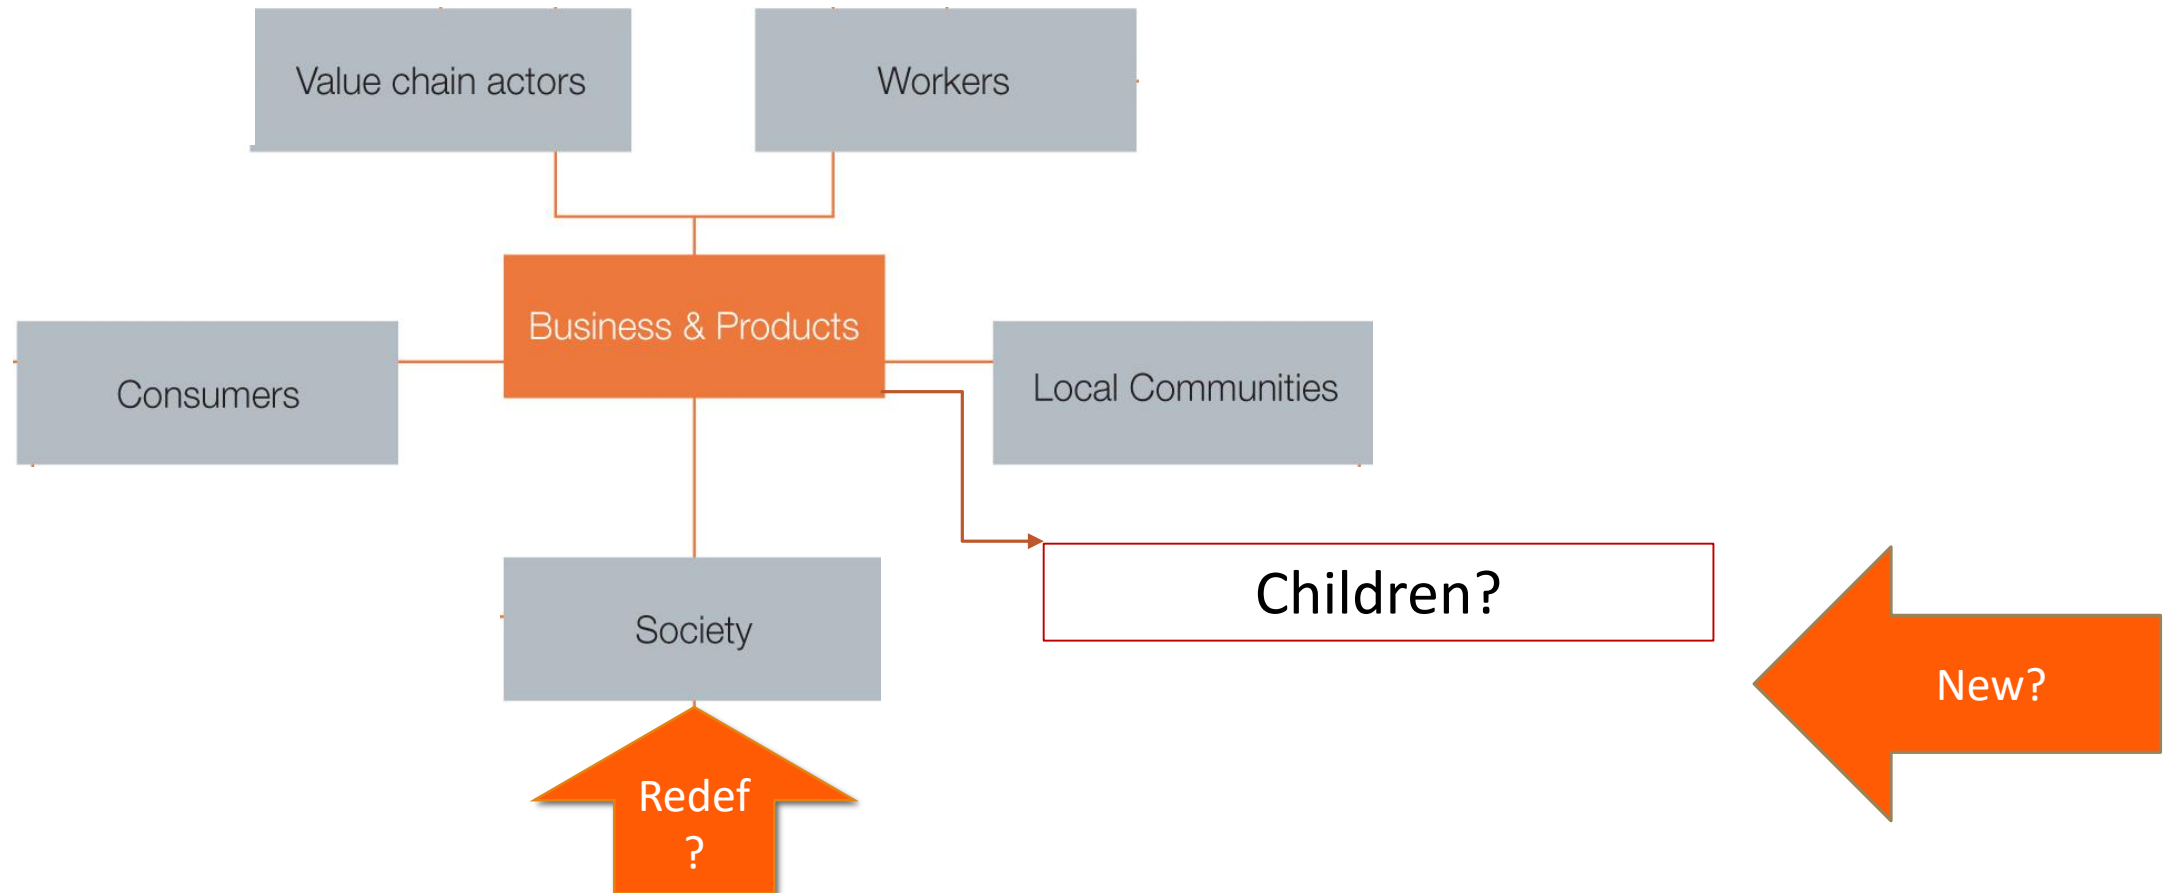 Value chain actors
Workers
Business & Products
Consumers
Local Communities
Children?
Society
New?
Redef
?